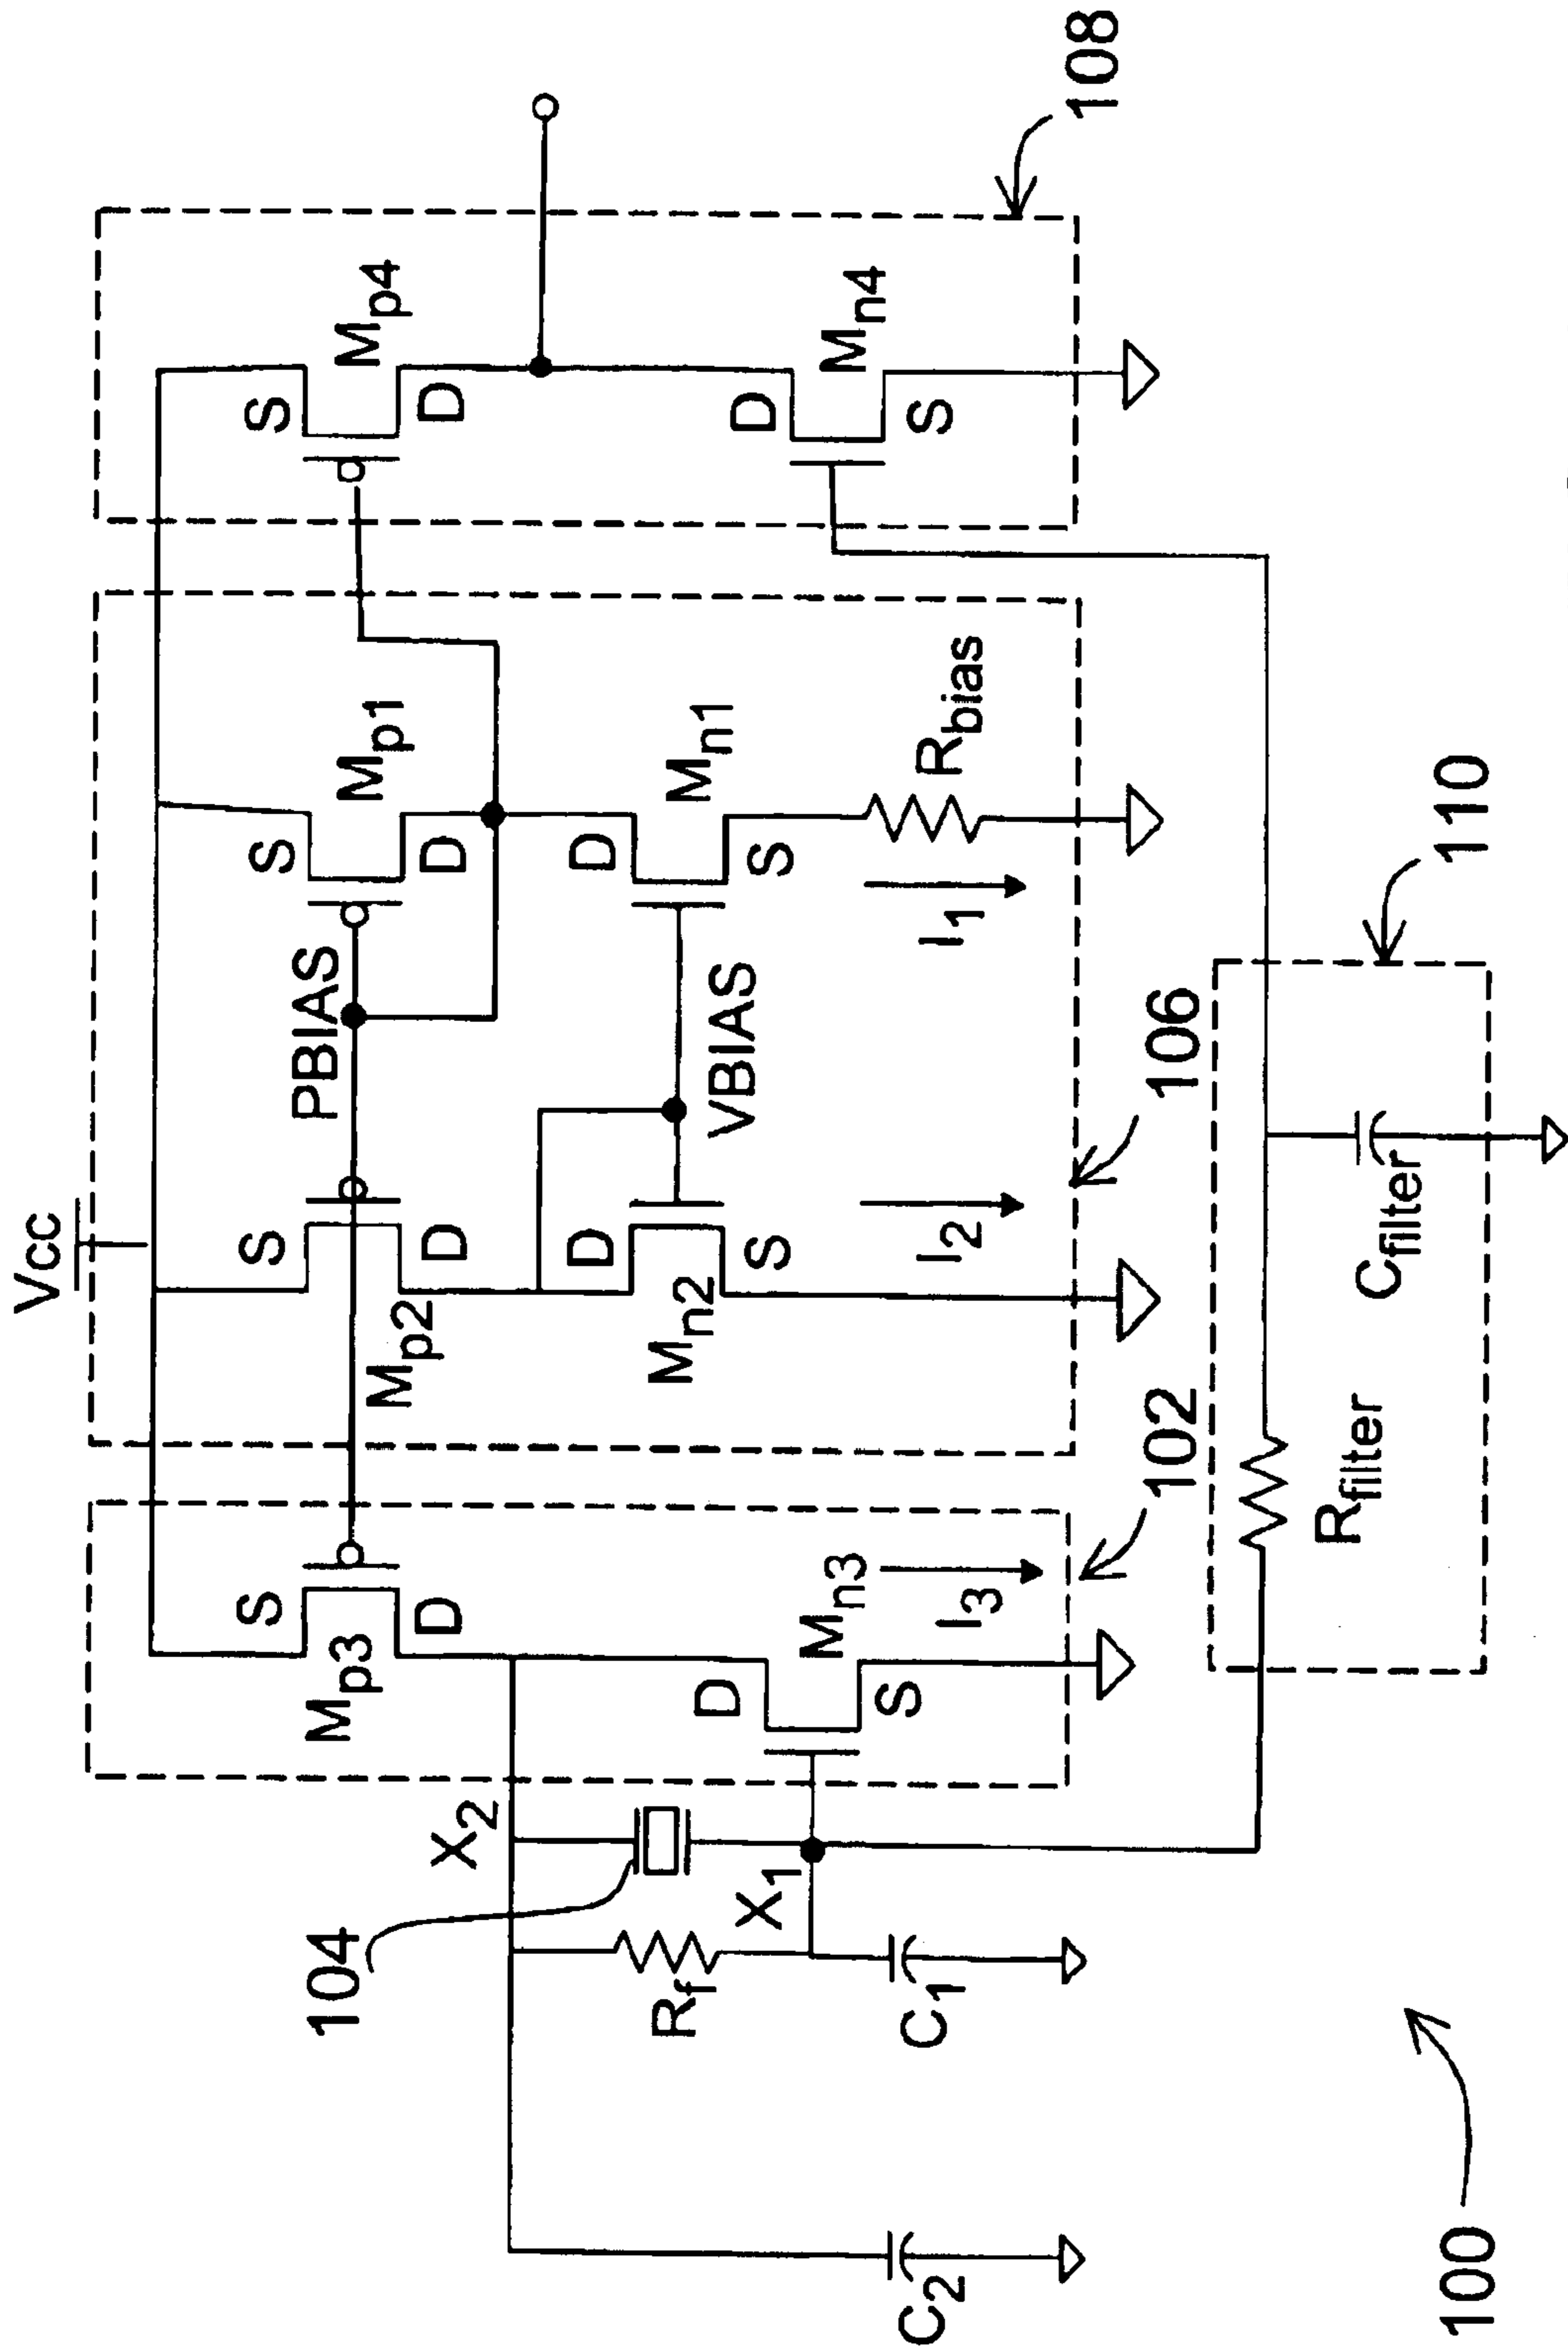 Vcc
S
S
S
S
Mp3
Mp2
PBIAS
Mp1
Mp4
D
D
D
D
104
X2
X1
Rf
C1
C2
D
S
Mn3
I3
D
S
Mn2
VBIAS
I2
D
S
Mn1
I1
Rbias
D
S
Mn4
102
106
108
Rfilter
Cfilter
110
100